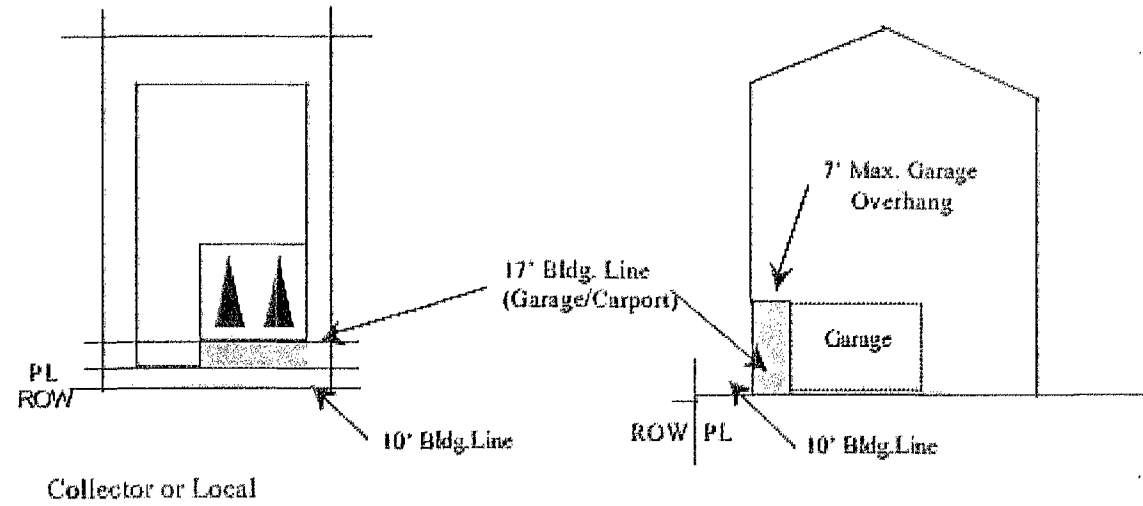 7' Max. Garage
Overhang
17' Bldg. Line
(Garage/Carport)
Garage
PL
ROW
10' Bldg.Line
ROW PL
10' Bldg.Line
Collector or Local